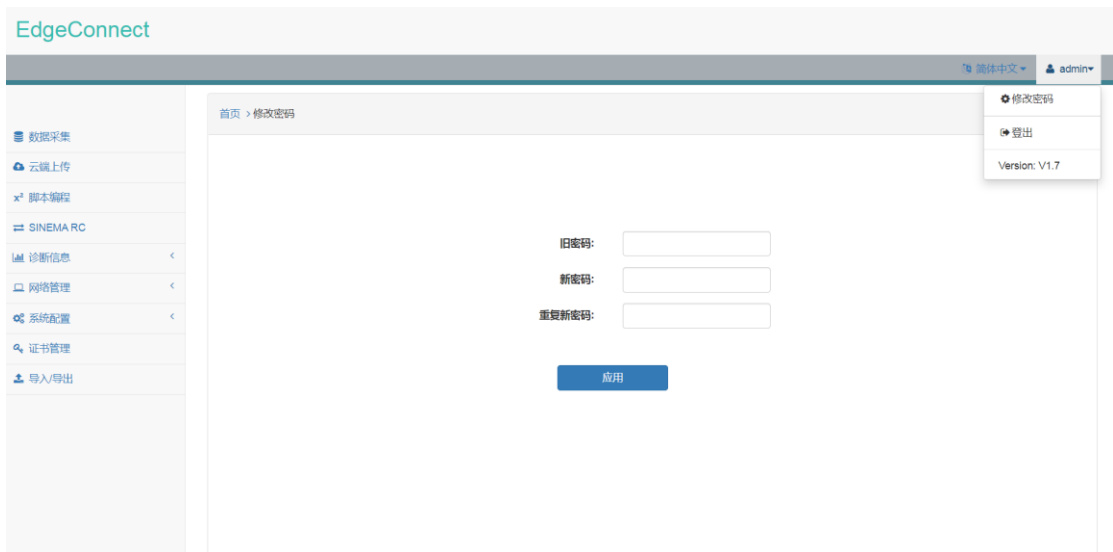 EdgeConnect
简体中文
admin
修改密码
登出
Version: V1.7
首页 >修改密码
数据采集
云端上传
x² 脚本编程
SINEMA RC
诊断信息
网络管理
系统配置
证书管理
导入/导出
旧密码:
新密码:
重复新密码:
应用